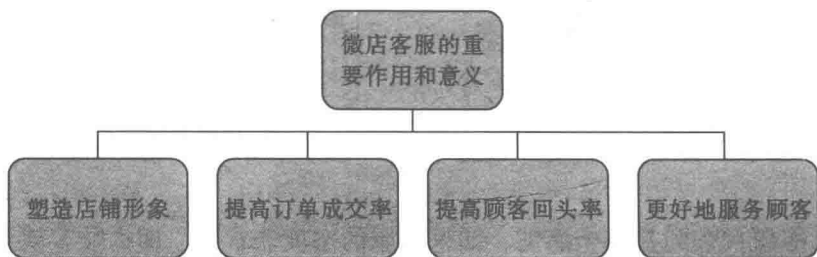 微店客服的重
要作用和意义
塑造店铺形象
提高订单成交率
提高顾客回头率
更好地服务顾客